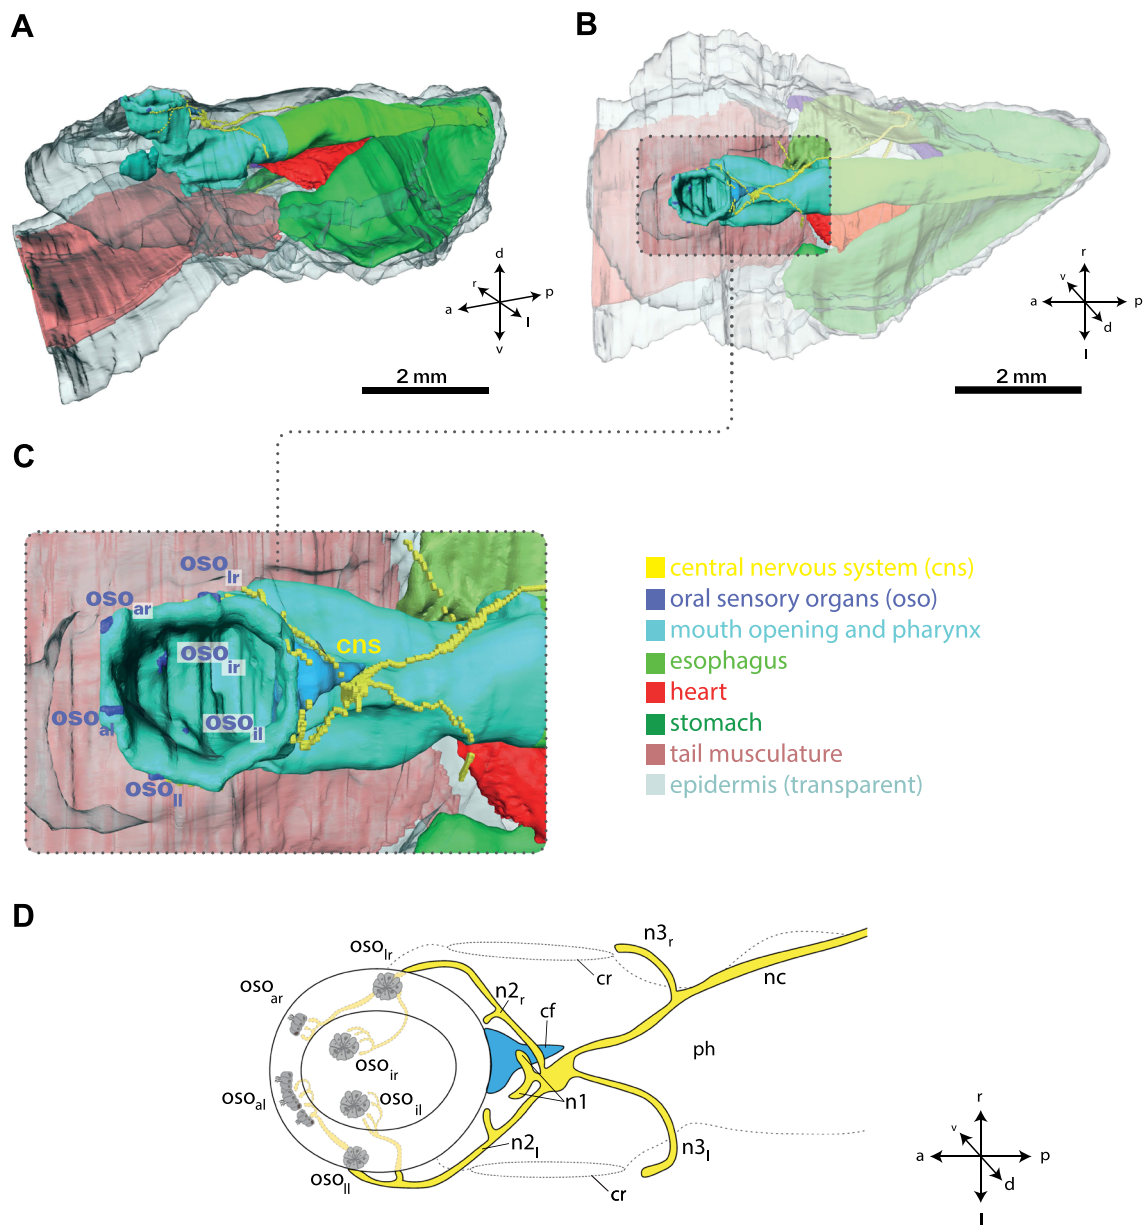 A
B
d
r
p
a
l
v
2 mm
r
v
a
p
d
l
2 mm
C
oso lr
oso ar
cns
oso ir
oso al
oso il
oso ll
central nervous system (cns)
oral sensory organs (oso)
mouth opening and pharynx
esophagus
heart
stomach
tail musculature
epidermis (transparent)
D
oso lr
n3 r
oso ar
cr
nc
n2 r
cf
ph
oso ir
oso al
oso il
n1
n2 l
n3 l
oso ll
cr
r
v
a
p
d
l